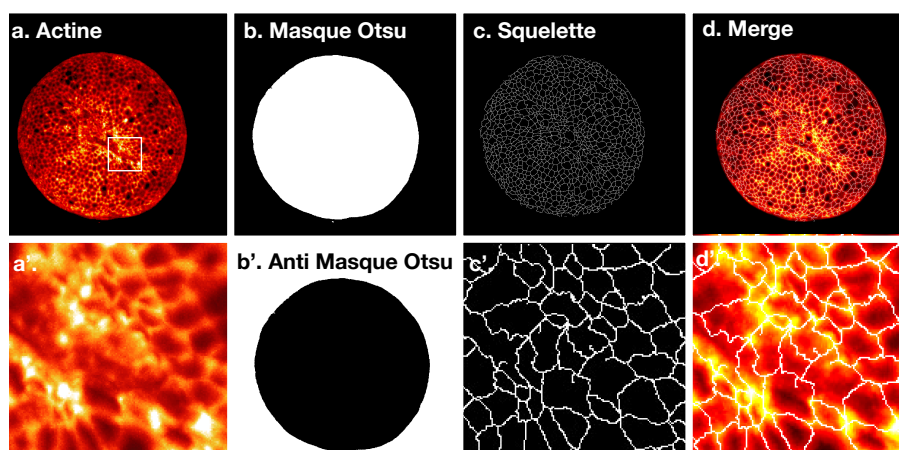 a. Actine
b. Masque Otsu
c. Squelette
d. Merge
a'.
b'. Anti Masque Otsu
c'
d'.